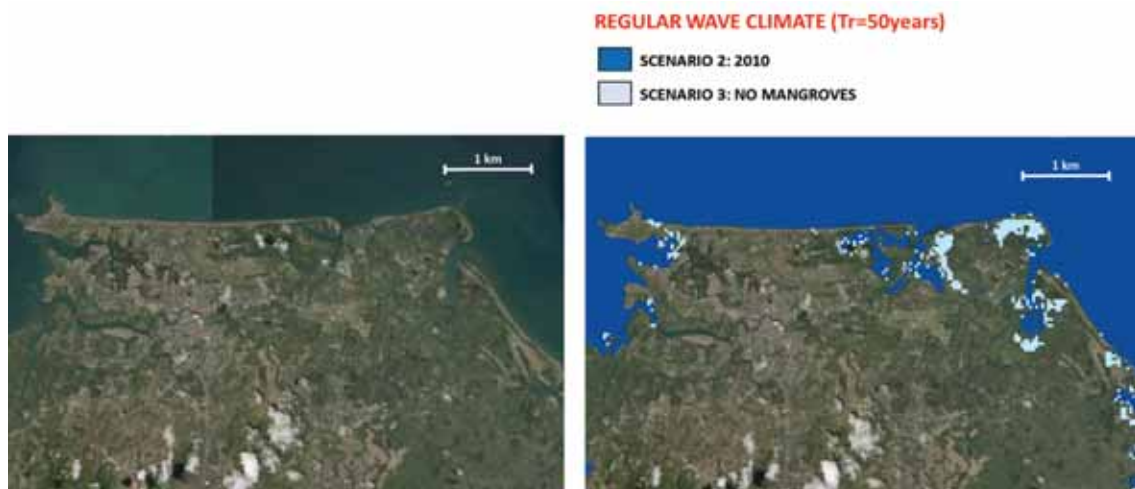 REGULAR WAVE CLIMATE (Tr=50years)
SCENARIO 2: 2010
SCENARIO 3: NO MANGROVES
1 km
1 km